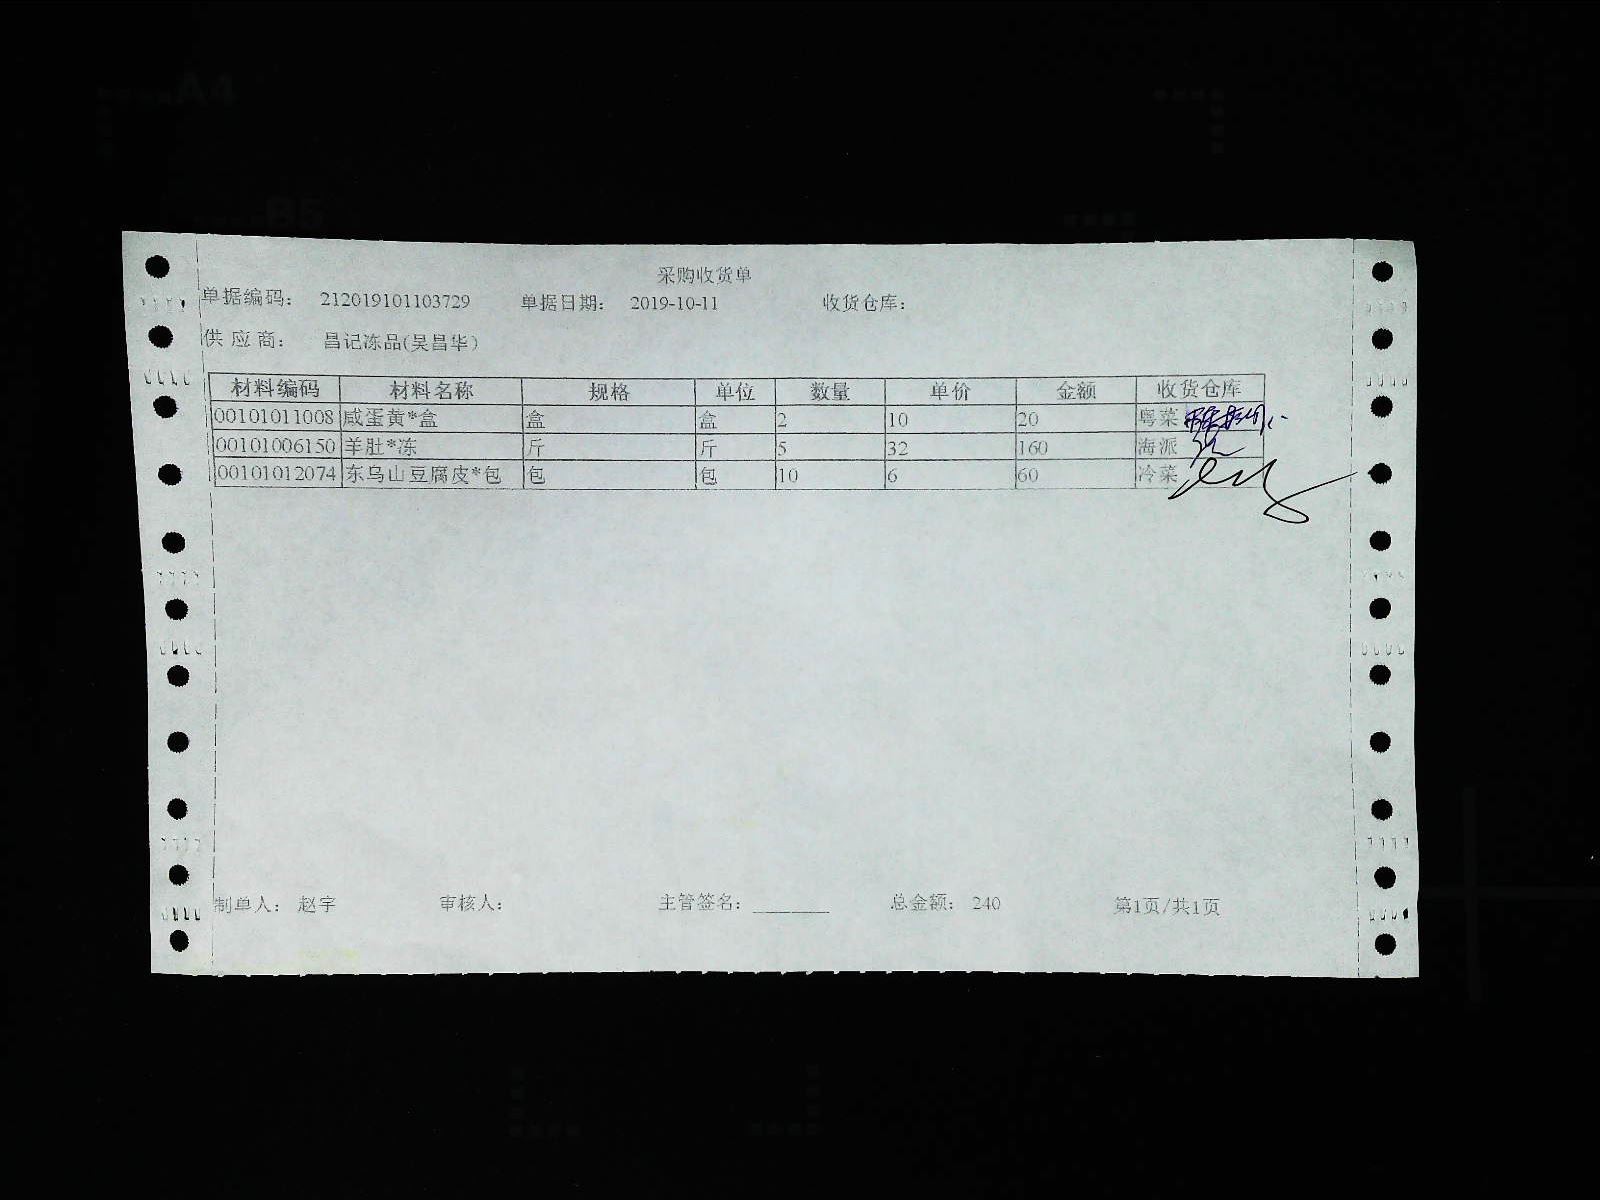 采购收货单
单据编码： 212019101103729 单据日期： 2019-10-11 收货仓库：
供 应 商： 昌记冻品(吴昌华)
材料编码 材料名称 规格 单位 数量 单价 金额 收货仓库
00101011008 咸蛋黄*盒 盒 盒 2 10 20 粤菜
00101006150 羊肚*冻 斤 斤 5 32 160 海派
00101012074 东乌山豆腐皮*包 包 包 10 6 60 冷菜
制单人： 赵宇 审核人： 主管签名： 总金额： 240 第1页/共1页